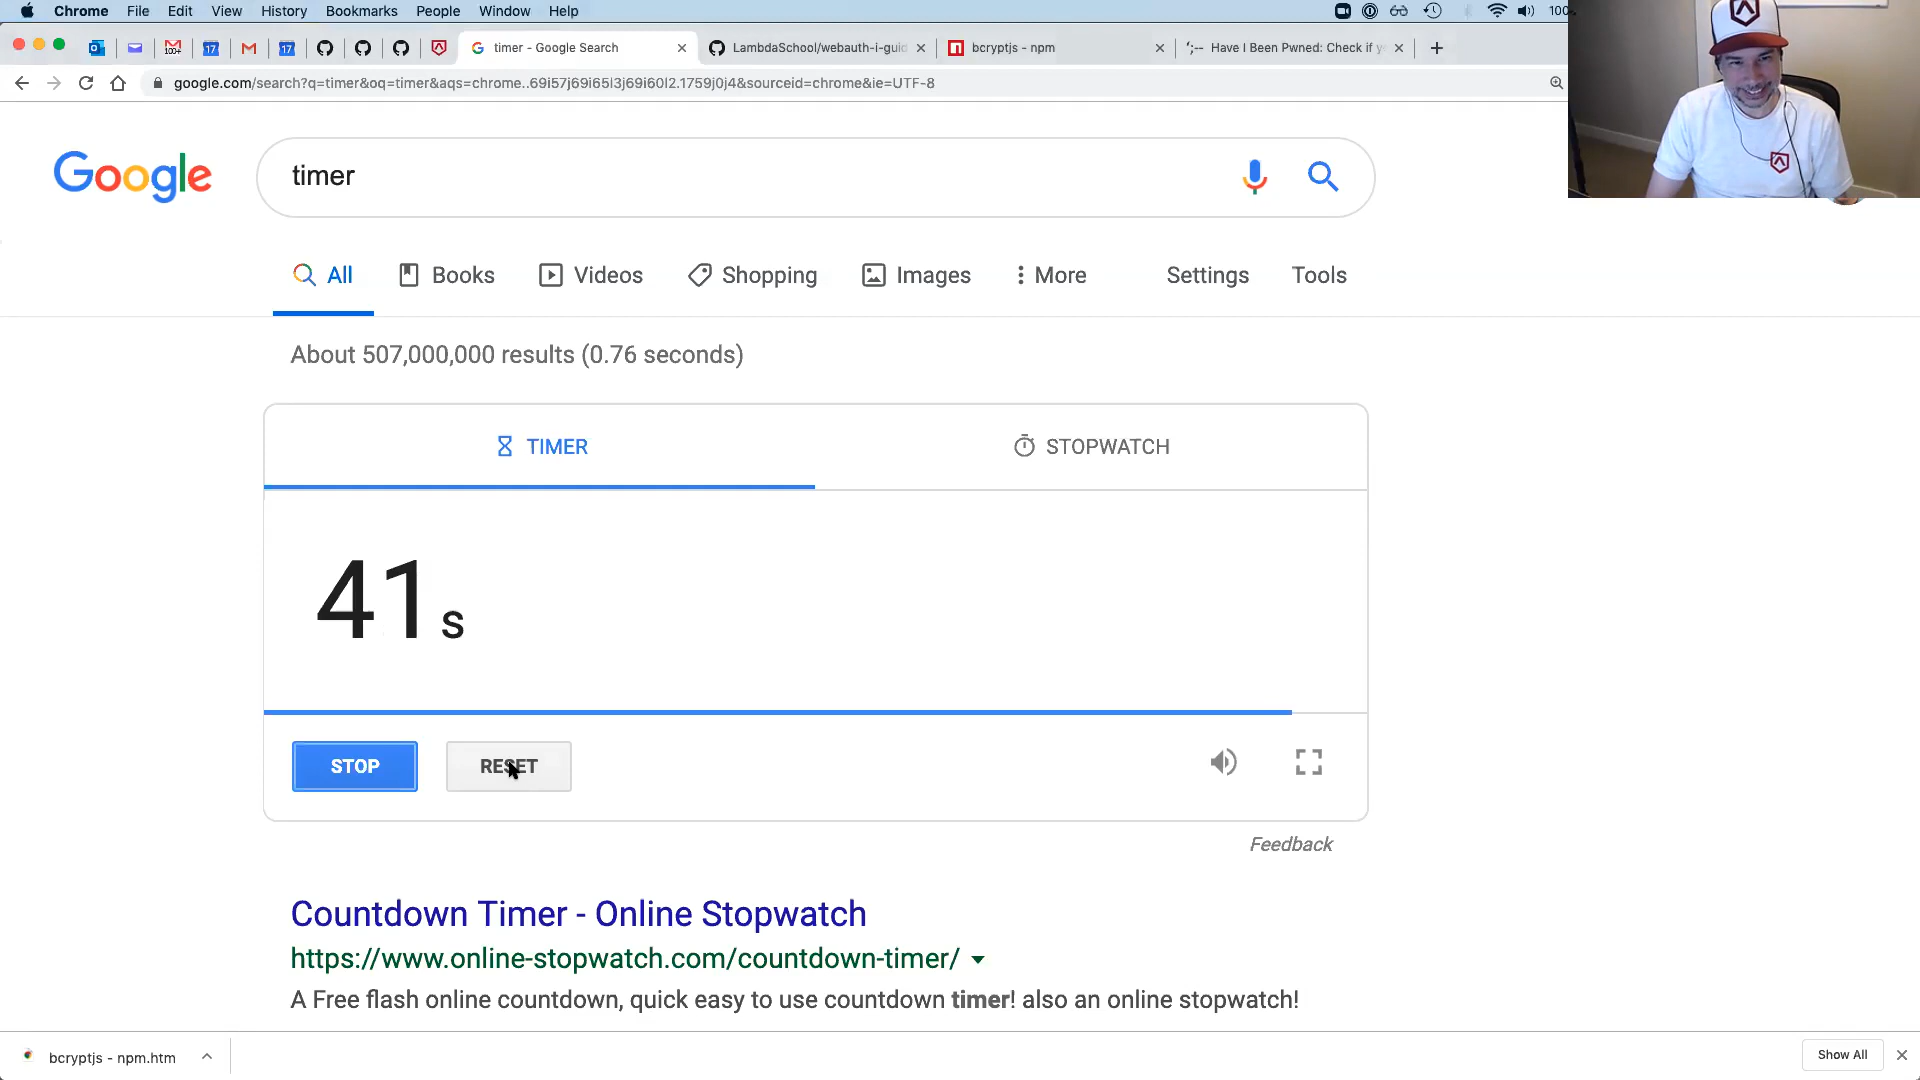 Chrome File Edit View History Bookmarks People Window Help
timer - Google Search
LambdaSchool/webauth-i-guid
bcryptjs - npm
Have I Been Pwned: Check if y
google.com/search?q=timer&oq=timer&aqs=chrome..69i57j69i65l3j69i60l2.1759j0j4&sourceid=chrome&ie=UTF-8
Google
timer
All Books Videos Shopping Images More Settings Tools
About 507,000,000 results (0.76 seconds)
TIMER STOPWATCH
41 s
STOP RESET
Feedback
Countdown Timer - Online Stopwatch
https://www.online-stopwatch.com/countdown-timer/
A Free flash online countdown, quick easy to use countdown timer! also an online stopwatch!
bcryptjs - npm.htm
Show All